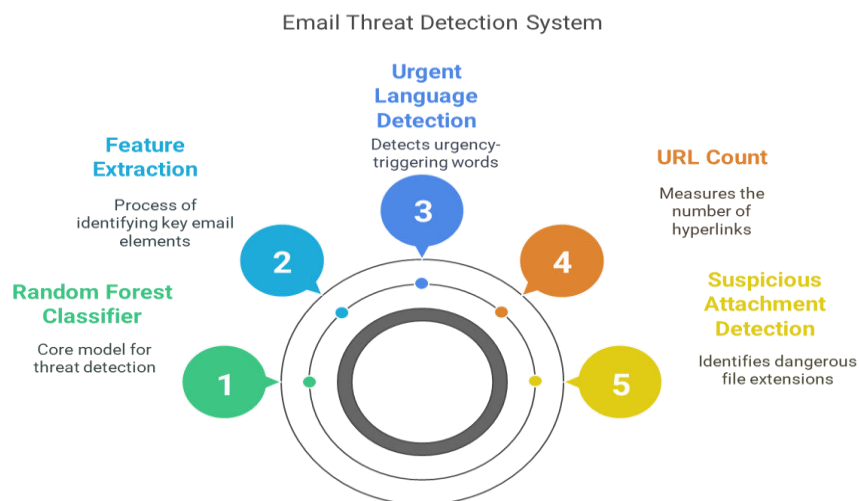 Email Threat Detection System
Urgent
Language
Detection
Detects urgency-
triggering words
3
Feature
Extraction
Process of
identifying key email
elements
2
URL Count
Measures the
number of
hyperlinks
4
Random Forest
Classifier
Core model for
threat detection
1
Suspicious
Attachment
Detection
Identifies dangerous
file extensions
5